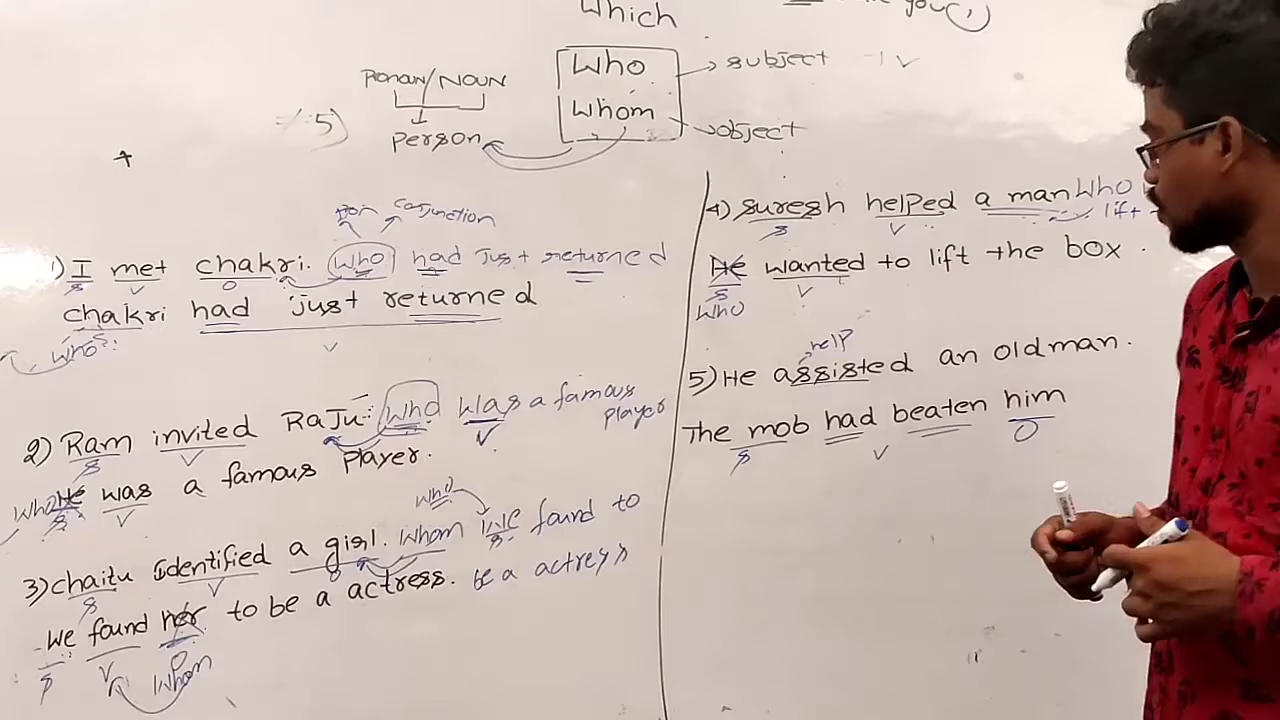 Which
you(,)
Who
Whom
subject
object
Pronoun/NOUN
person
5)
conjunction
1) I met chakri. who had just returned
S V O
chakri had just returned
who?
V
2) Ram invited RaJu. who was a famous
player
S V V
He was a famous Player.
who
S V
who
3) chaitu identified a girl. whom we found to
be a actress
S V O S
We found her to be a actress.
S V O
whom
4) suresh helped a man who
lift
S V
He wanted to lift the box.
S V
who
help
5) He assisted an old man.
The mob had beaten him
S V O